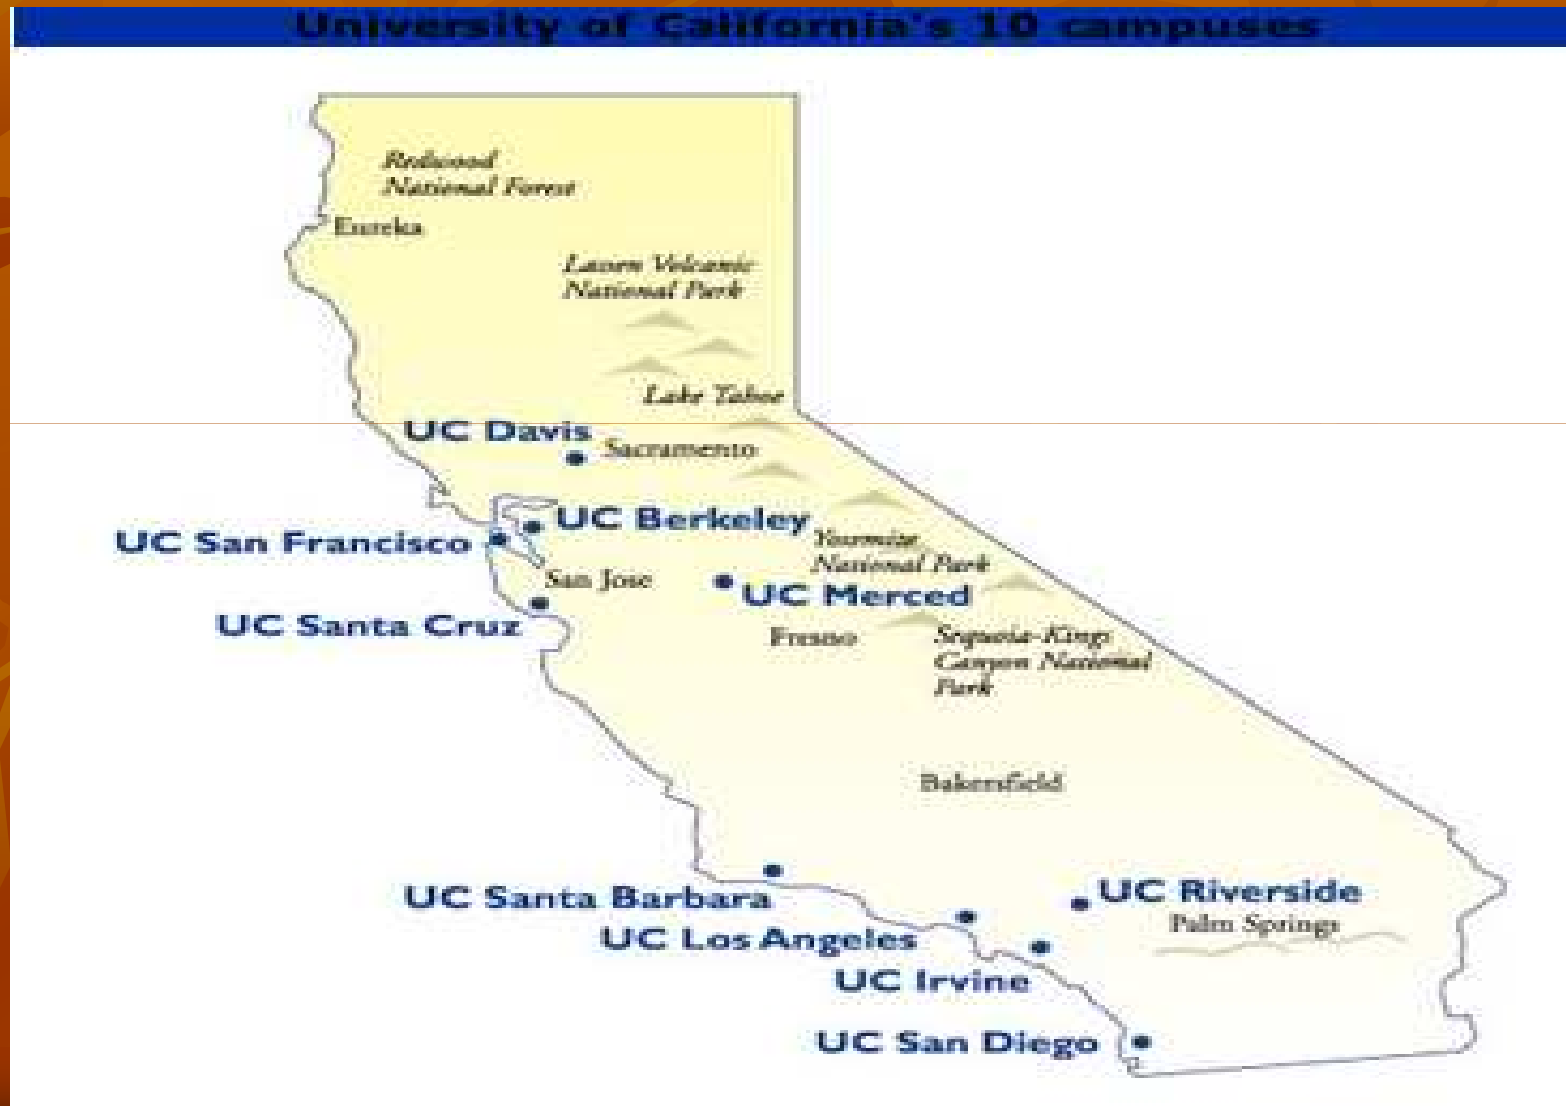 University of California's 10 campuses
Redwood
National Forest
Eureka
Lassen Volcanic
National Park
Lake Tahoe
UC Davis
Sacramento
UC Berkeley
UC San Francisco
Yosemite
National Park
San Jose
UC Merced
UC Santa Cruz
Fresno
Sequoia-Kings
Canyon National
Park
Bakersfield
UC Santa Barbara
UC Riverside
Palm Springs
UC Los Angeles
UC Irvine
UC San Diego